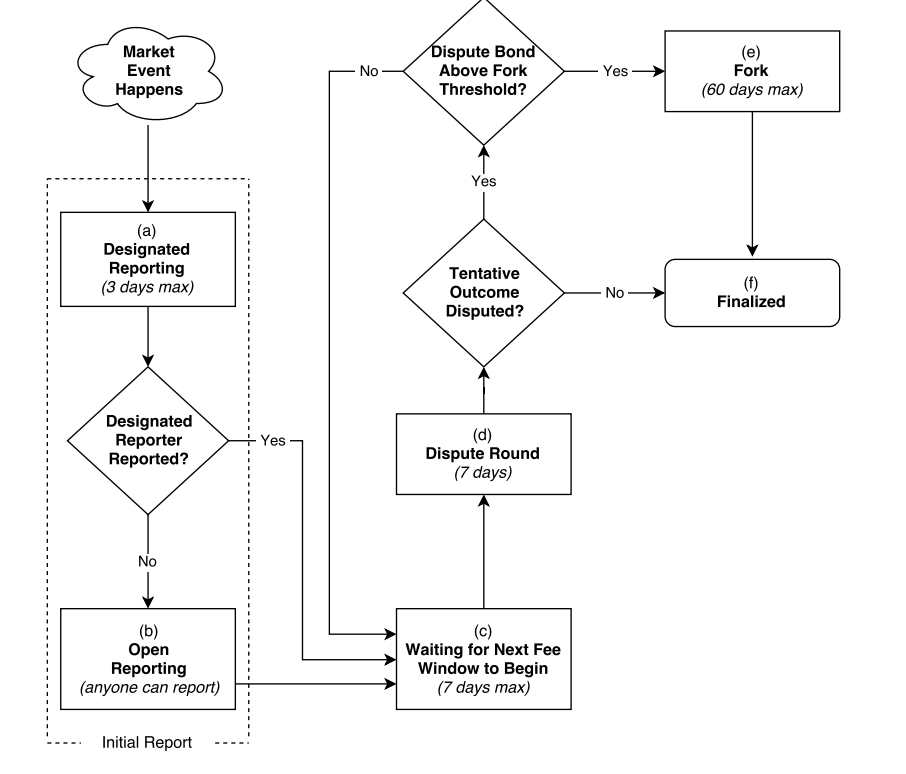 Market
Event
Happens
(a)
Designated
Reporting
(3 days max)
Designated
Reporter
Reported?
Yes
No
(b)
Open
Reporting
(anyone can report)
Initial Report
(c)
Waiting for Next Fee
Window to Begin
(7 days max)
(d)
Dispute Round
(7 days)
Tentative
Outcome
Disputed?
No
Yes
Dispute Bond
Above Fork
Threshold?
No
Yes
(e)
Fork
(60 days max)
(f)
Finalized